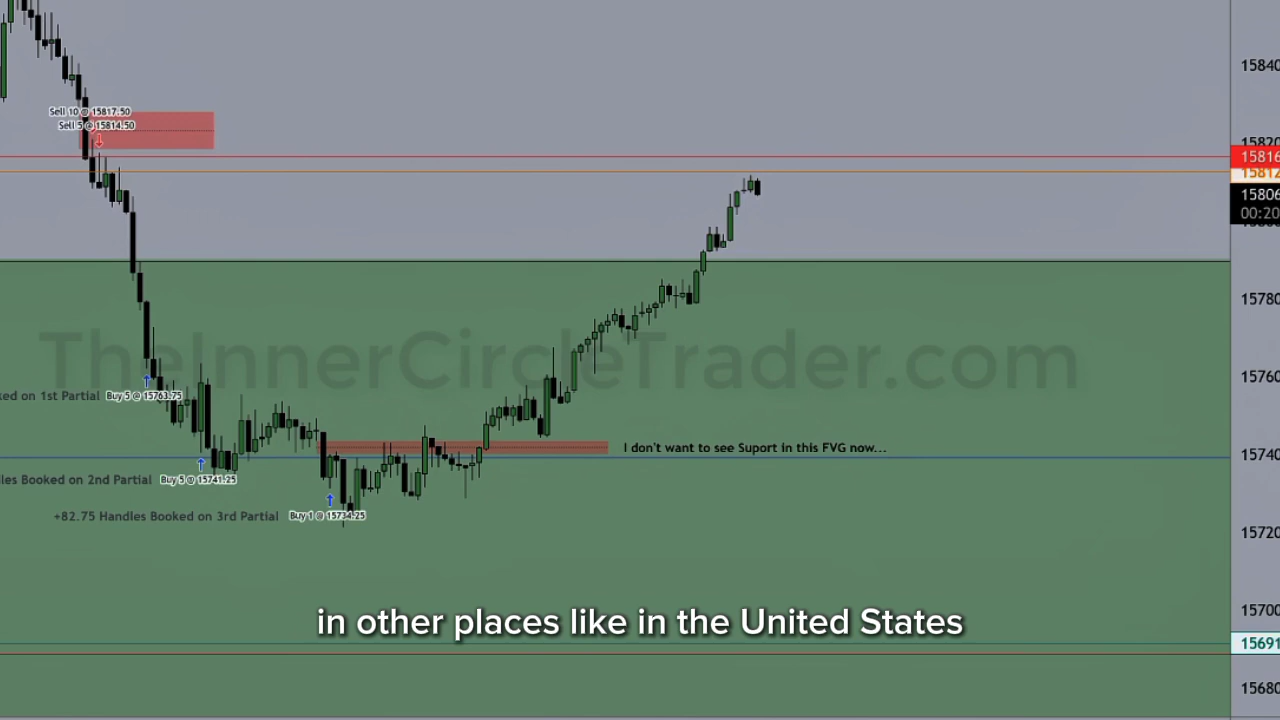 15840
Sell 10 @ 15817.50
Sell 5 @ 15814.50
15820
15816
15812
15806
00:20
15780
TheInnerCircleTrader.com
15760
ked on 1st Partial Buy 5 @ 15763.75
I don't want to see Suport in this FVG now...
15740
les Booked on 2nd Partial Buy 5 @ 15741.25
+82.75 Handles Booked on 3rd Partial Buy 1 @ 15734.25
15720
15700
in other places like in the United States
15691
15680